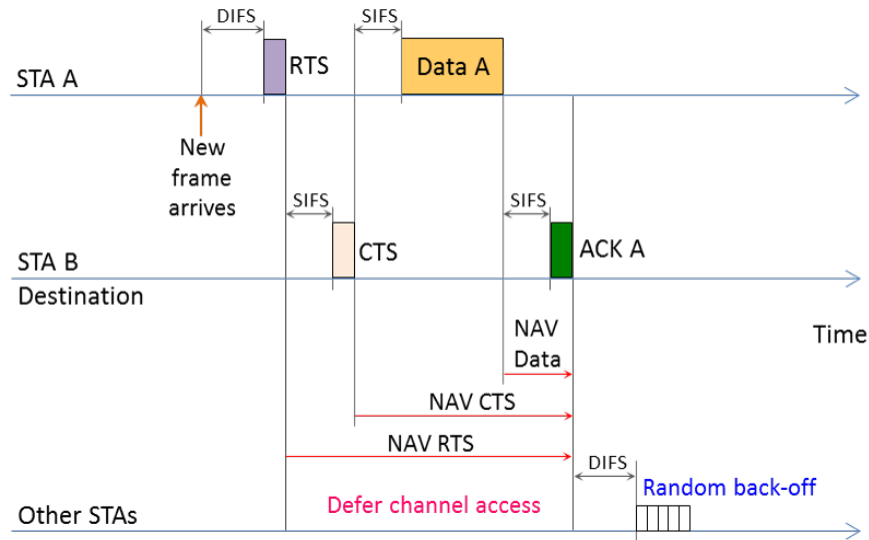 DIFS
SIFS
STA A
RTS
Data A
New
frame
arrives
SIFS
SIFS
STA B
CTS
ACK A
Destination
NAV
Data
Time
NAV CTS
NAV RTS
DIFS
Random back-off
Defer channel access
Other STAs